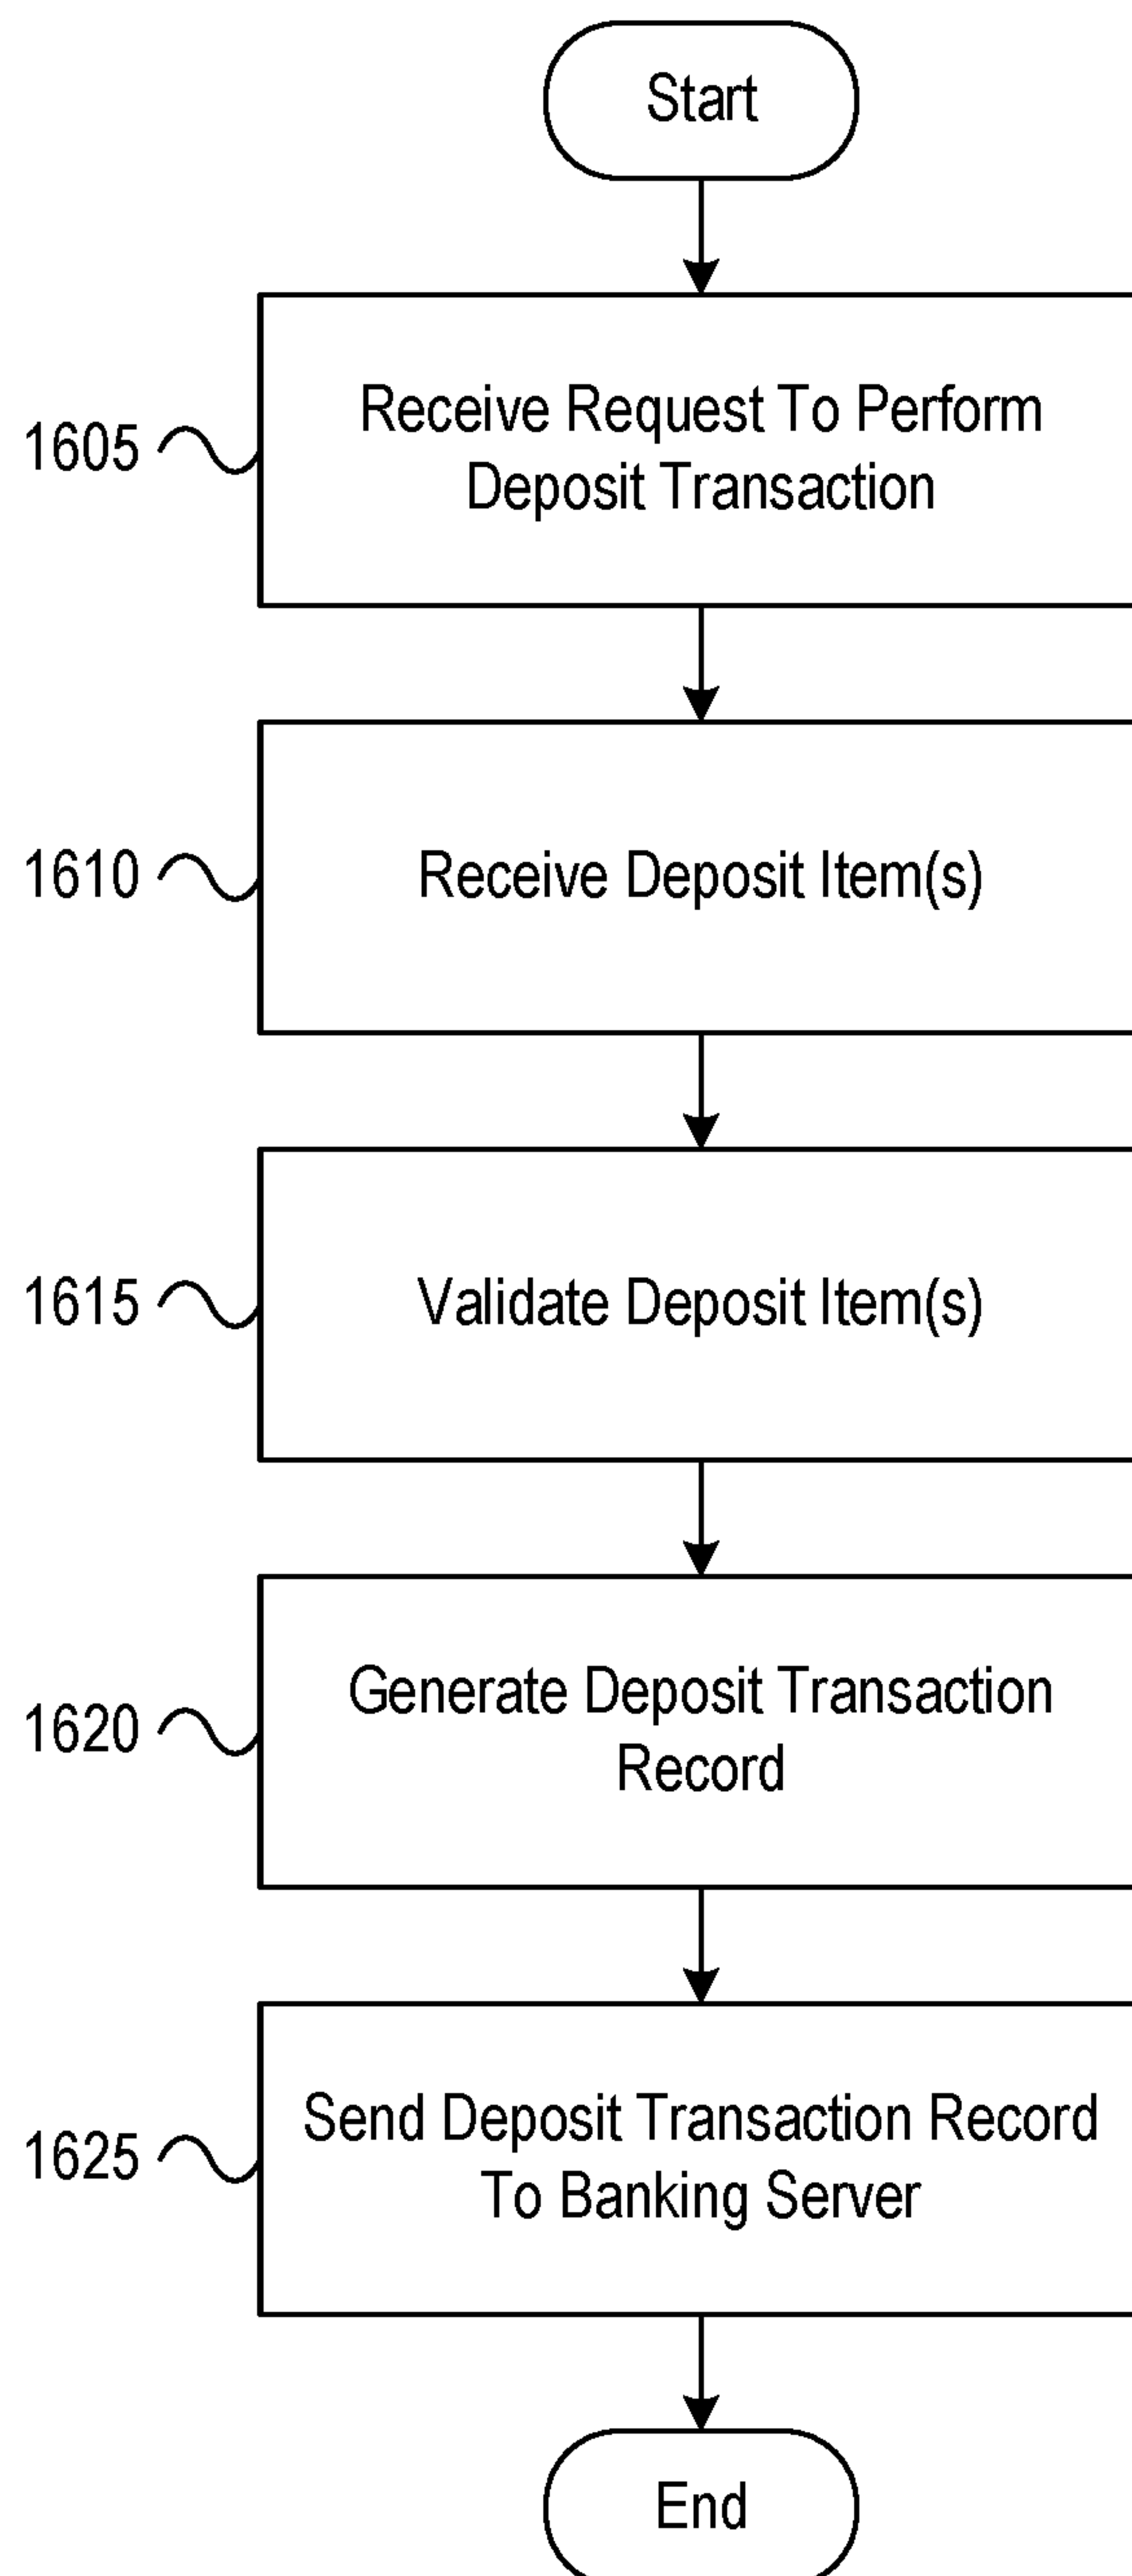 Start
Receive Request To Perform
Deposit Transaction
1605
Receive Deposit Item(s)
1610
Validate Deposit Item(s)
1615
Generate Deposit Transaction
Record
1620
Send Deposit Transaction Record
To Banking Server
1625
End